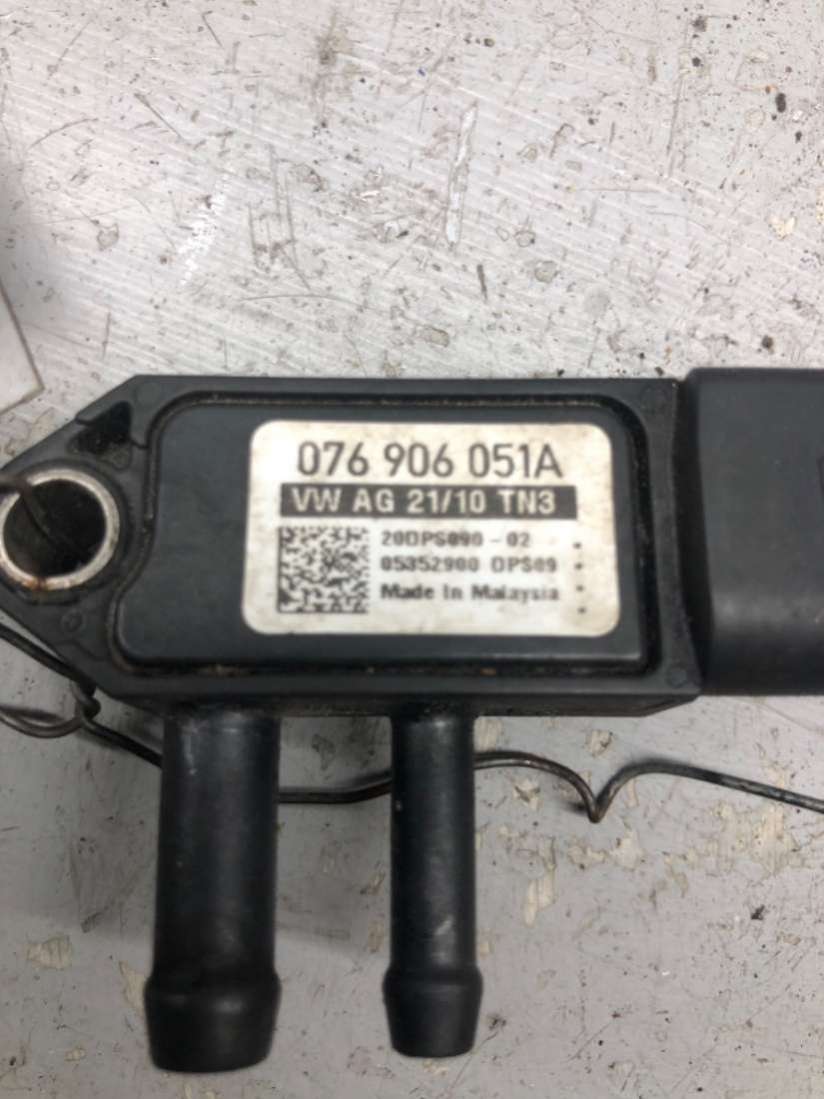 076 906 051A
VW AG 21/10 TN3
20DPS090-02
05352900 DPS09
Made In Malaysia